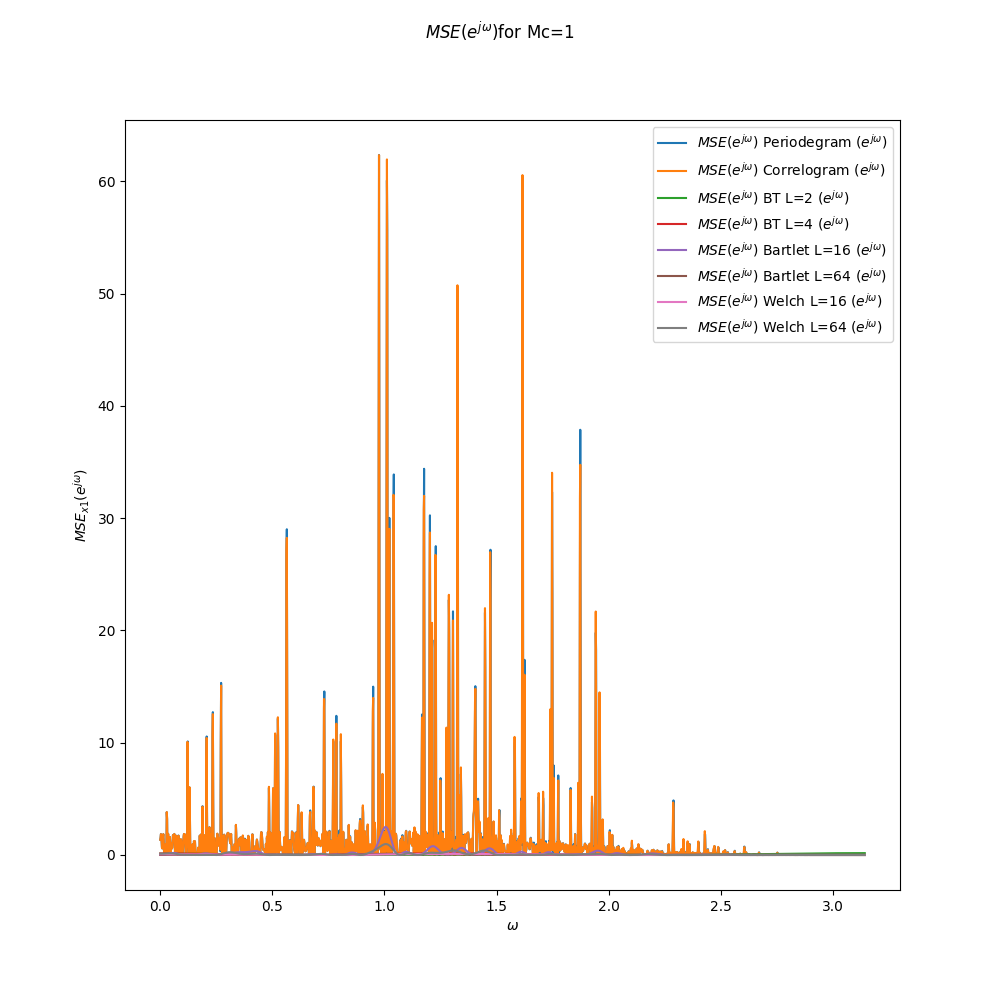 MSE(e^{jω})for Mc=1
MSE(e^{jω}) Periodegram (e^{jω})
MSE(e^{jω}) Correlogram (e^{jω})
MSE(e^{jω}) BT L=2 (e^{jω})
MSE(e^{jω}) BT L=4 (e^{jω})
MSE(e^{jω}) Bartlet L=16 (e^{jω})
MSE(e^{jω}) Bartlet L=64 (e^{jω})
MSE(e^{jω}) Welch L=16 (e^{jω})
MSE(e^{jω}) Welch L=64 (e^{jω})
60
50
40
30
20
10
0
MSE_{x1}(e^{jω})
0.0 0.5 1.0 1.5 2.0 2.5 3.0
ω